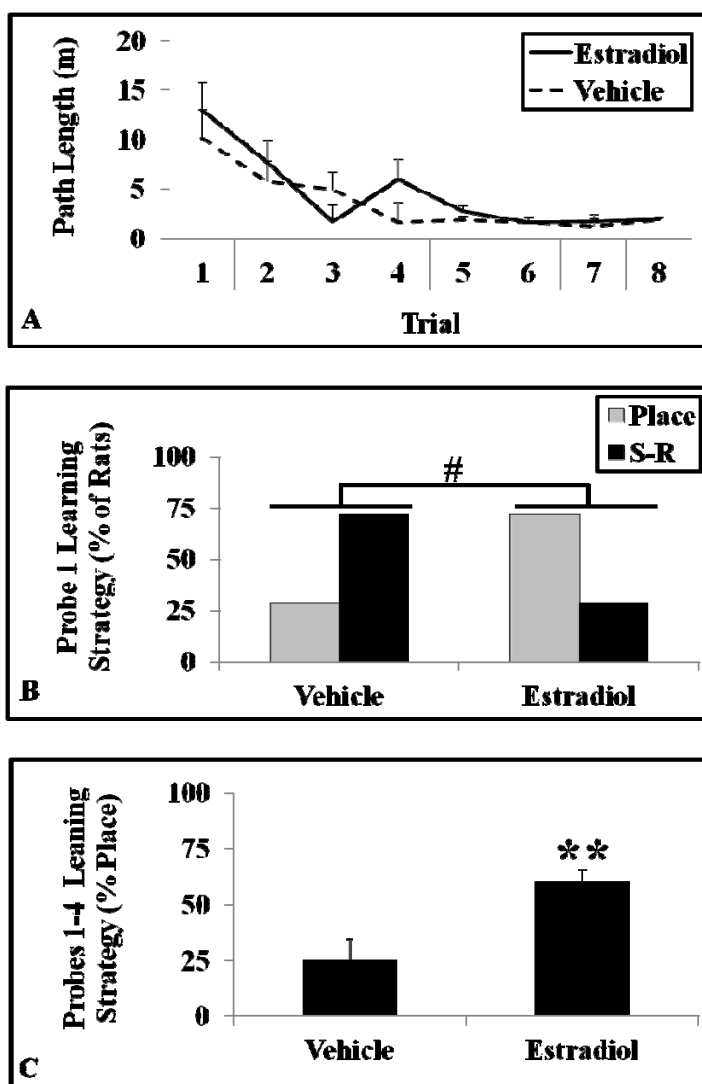 20
15
10
5
0
Path Length (m)
Estradiol
Vehicle
1 2 3 4 5 6 7 8
Trial
A
Place
S-R
Probe 1 Learning
Strategy (% of Rats)
100
75
50
25
0
#
Vehicle Estradiol
B
Probes 1-4 Leaning
Strategy (% Place)
100
75
50
25
0
**
Vehicle Estradiol
C